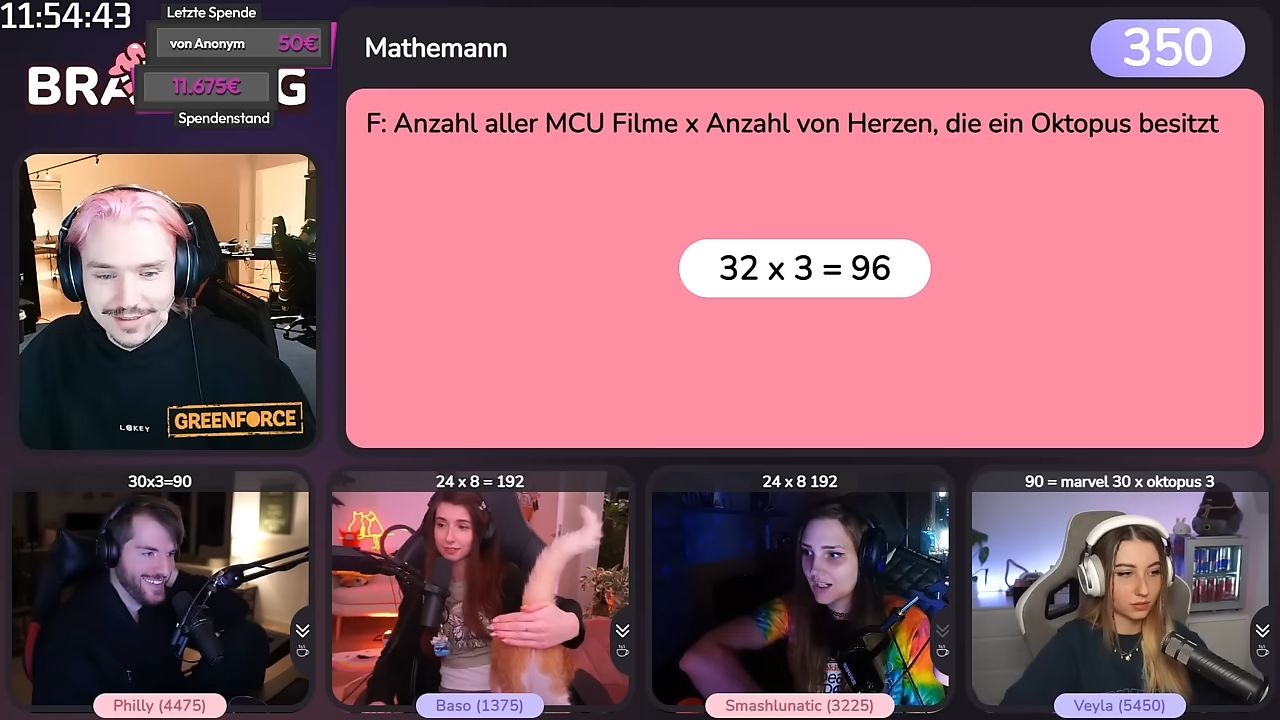 11:54:43
Letzte Spende
von Anonym 50€
11.675€
Spendenstand
Mathemann
350
F: Anzahl aller MCU Filme x Anzahl von Herzen, die ein Oktopus besitzt
32 x 3 = 96
LOKEY
GREENFORCE
30x3=90
24 x 8 = 192
24 x 8 192
90 = marvel 30 x oktopus 3
Philly (4475)
Baso (1375)
Smashlunatic (3225)
Veyla (5450)